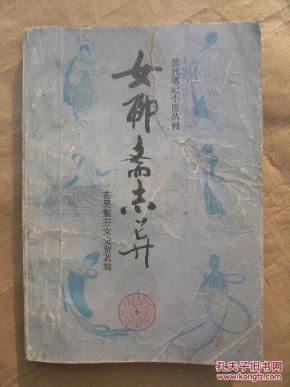 清代笔记小说丛刊
女聊斋志异
古吴靓芬女史贾茗辑
孔夫子旧书网